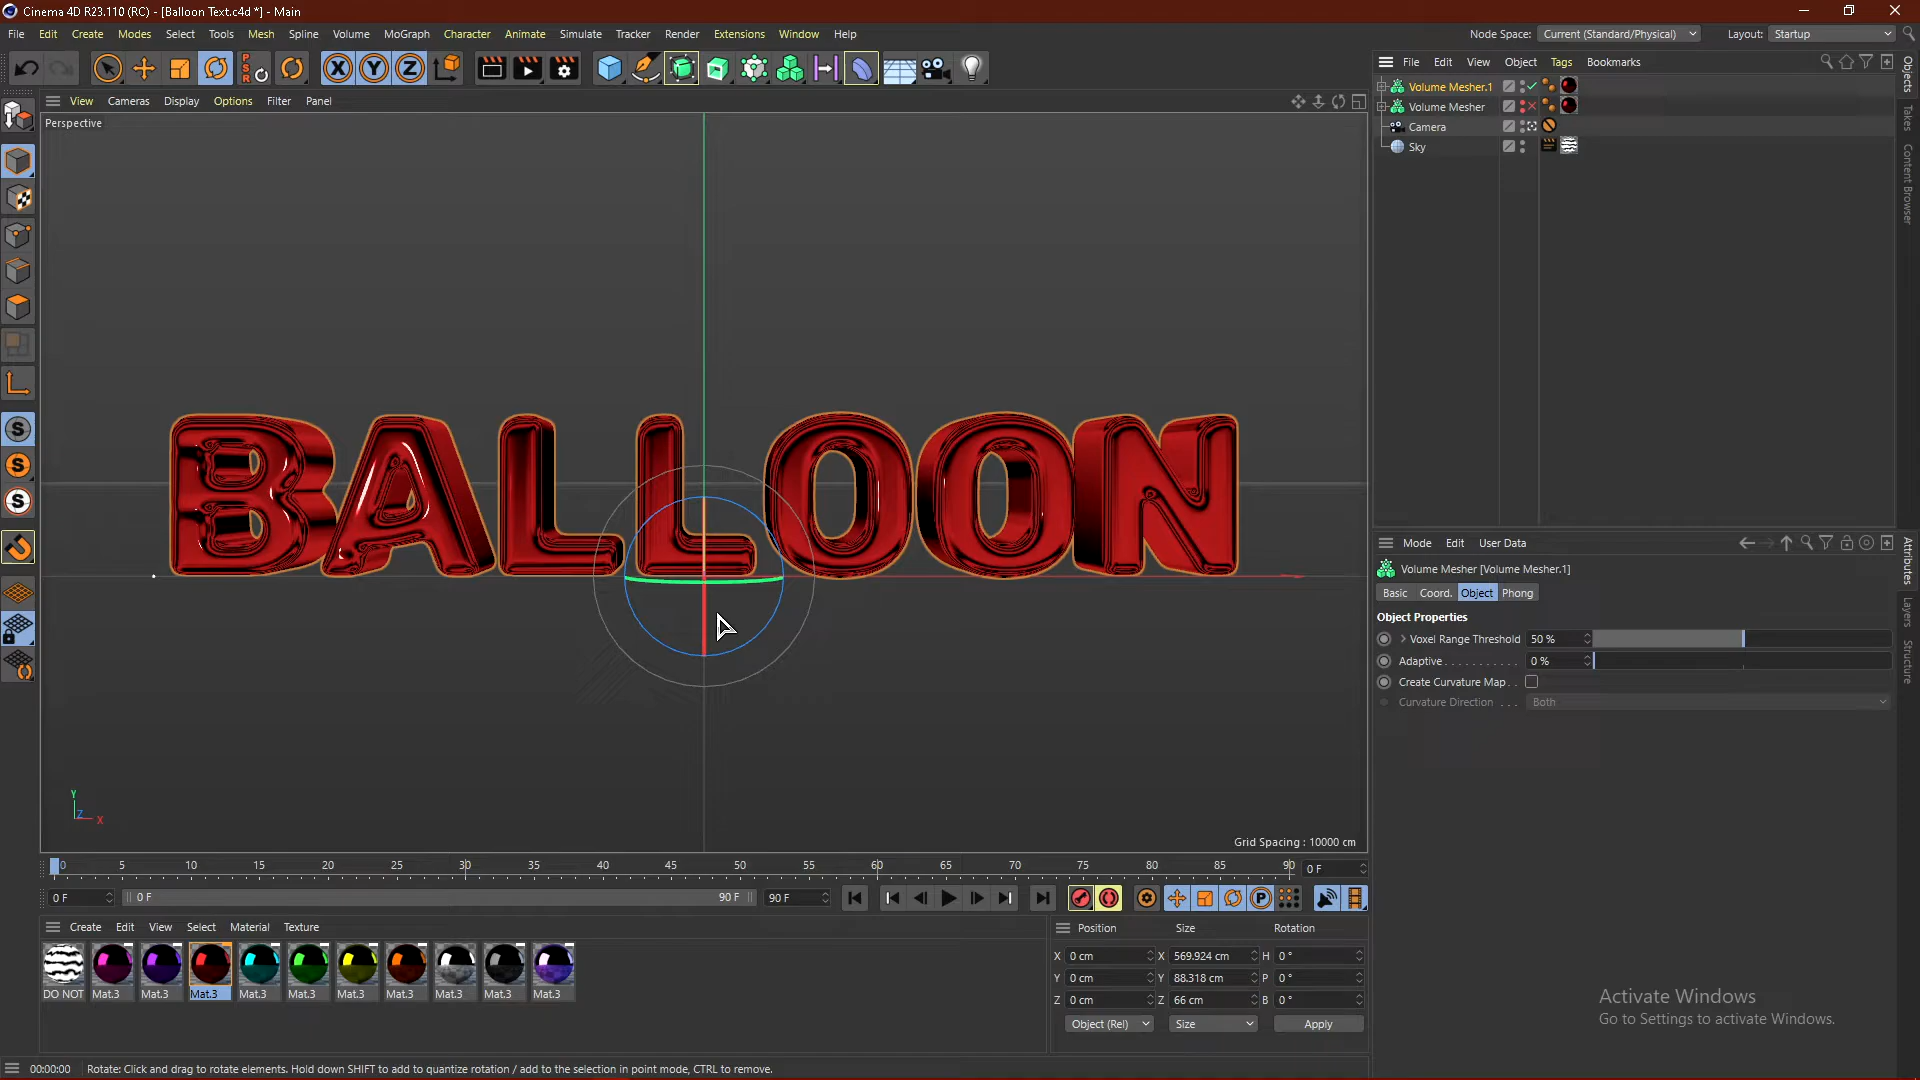 Cinema 4D R23.110 (RC) - [Balloon Text.c4d *] - Main
File Edit Create Modes Select Tools Mesh Spline Volume MoGraph Character Animate Simulate Tracker Render Extensions Window Help
Node Space: Current (Standard/Physical) Layout: Startup
PSR X Y Z
View Cameras Display Options Filter Panel
Perspective
File Edit View Object Tags Bookmarks
Volume Mesher.1
Volume Mesher
Camera
Sky
Objects
Takes
Content Browser
BALLOON
Mode Edit User Data
Volume Mesher [Volume Mesher.1]
Basic Coord. Object Phong
Object Properties
Voxel Range Threshold 50 %
Adaptive . . . . . . . . . . . 0 %
Create Curvature Map . .
Curvature Direction . . . Both
Attributes
Layers
Structure
Y
Z
X
Grid Spacing : 10000 cm
0 5 10 15 20 25 30 35 40 45 50 55 60 65 70 75 80 85 90 0 F
0 F 0 F 90 F 90 F
Create Edit View Select Material Texture
DO NOT Mat.3 Mat.3 Mat.3 Mat.3 Mat.3 Mat.3 Mat.3 Mat.3 Mat.3 Mat.3
Position Size Rotation
X 0 cm X 569.924 cm H 0 °
Y 0 cm Y 88.318 cm P 0 °
Z 0 cm Z 66 cm B 0 °
Object (Rel) Size Apply
Activate Windows
Go to Settings to activate Windows.
00:00:00 Rotate: Click and drag to rotate elements. Hold down SHIFT to add to quantize rotation / add to the selection in point mode, CTRL to remove.